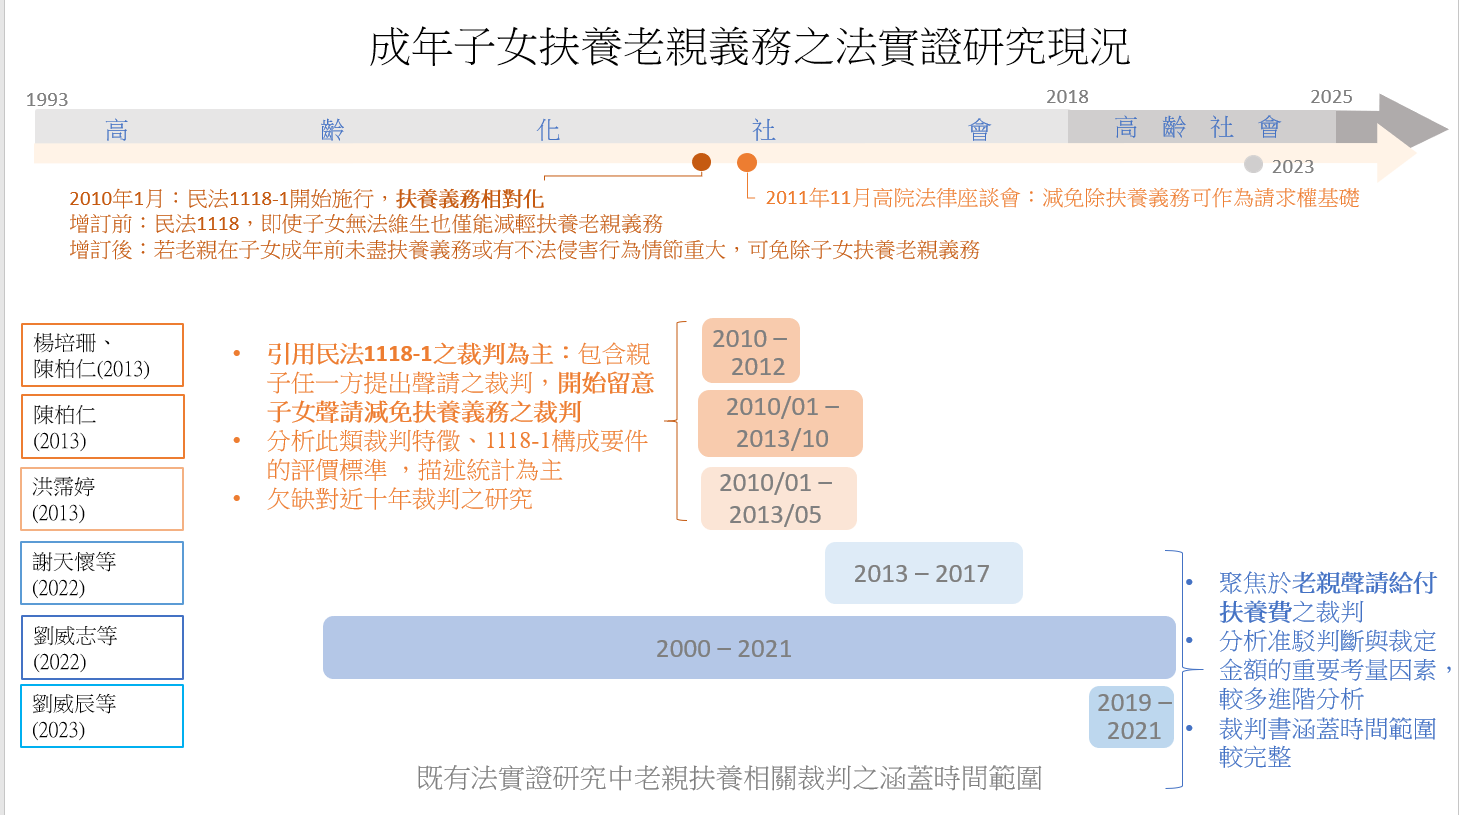 成年子女扶養老親義務之法實證研究現況
1993
2018
2025
高齡化社會
高齡社會
2023
2010年1月：民法1118-1開始施行，扶養義務相對化
增訂前：民法1118，即使子女無法維生也僅能減輕扶養老親義務
增訂後：若老親在子女成年前未盡扶養義務或有不法侵害行為情節重大，可免除子女扶養老親義務
2011年11月高院法律座談會：減免除扶養義務可作為請求權基礎
楊培珊、
陳柏仁(2013)
陳柏仁
(2013)
洪霈婷
(2013)
謝天懷等
(2022)
劉威志等
(2022)
劉威辰等
(2023)
• 引用民法1118-1之裁判為主：包含親
子任一方提出聲請之裁判，開始留意
子女聲請減免扶養義務之裁判
• 分析此類裁判特徵、1118-1構成要件
的評價標準 ，描述統計為主
• 欠缺對近十年裁判之研究
2010 –
2012
2010/01 –
2013/10
2010/01 –
2013/05
2013 – 2017
2000 – 2021
2019 –
2021
• 聚焦於老親聲請給付
扶養費之裁判
• 分析准駁判斷與裁定
金額的重要考量因素，
較多進階分析
• 裁判書涵蓋時間範圍
較完整
既有法實證研究中老親扶養相關裁判之涵蓋時間範圍